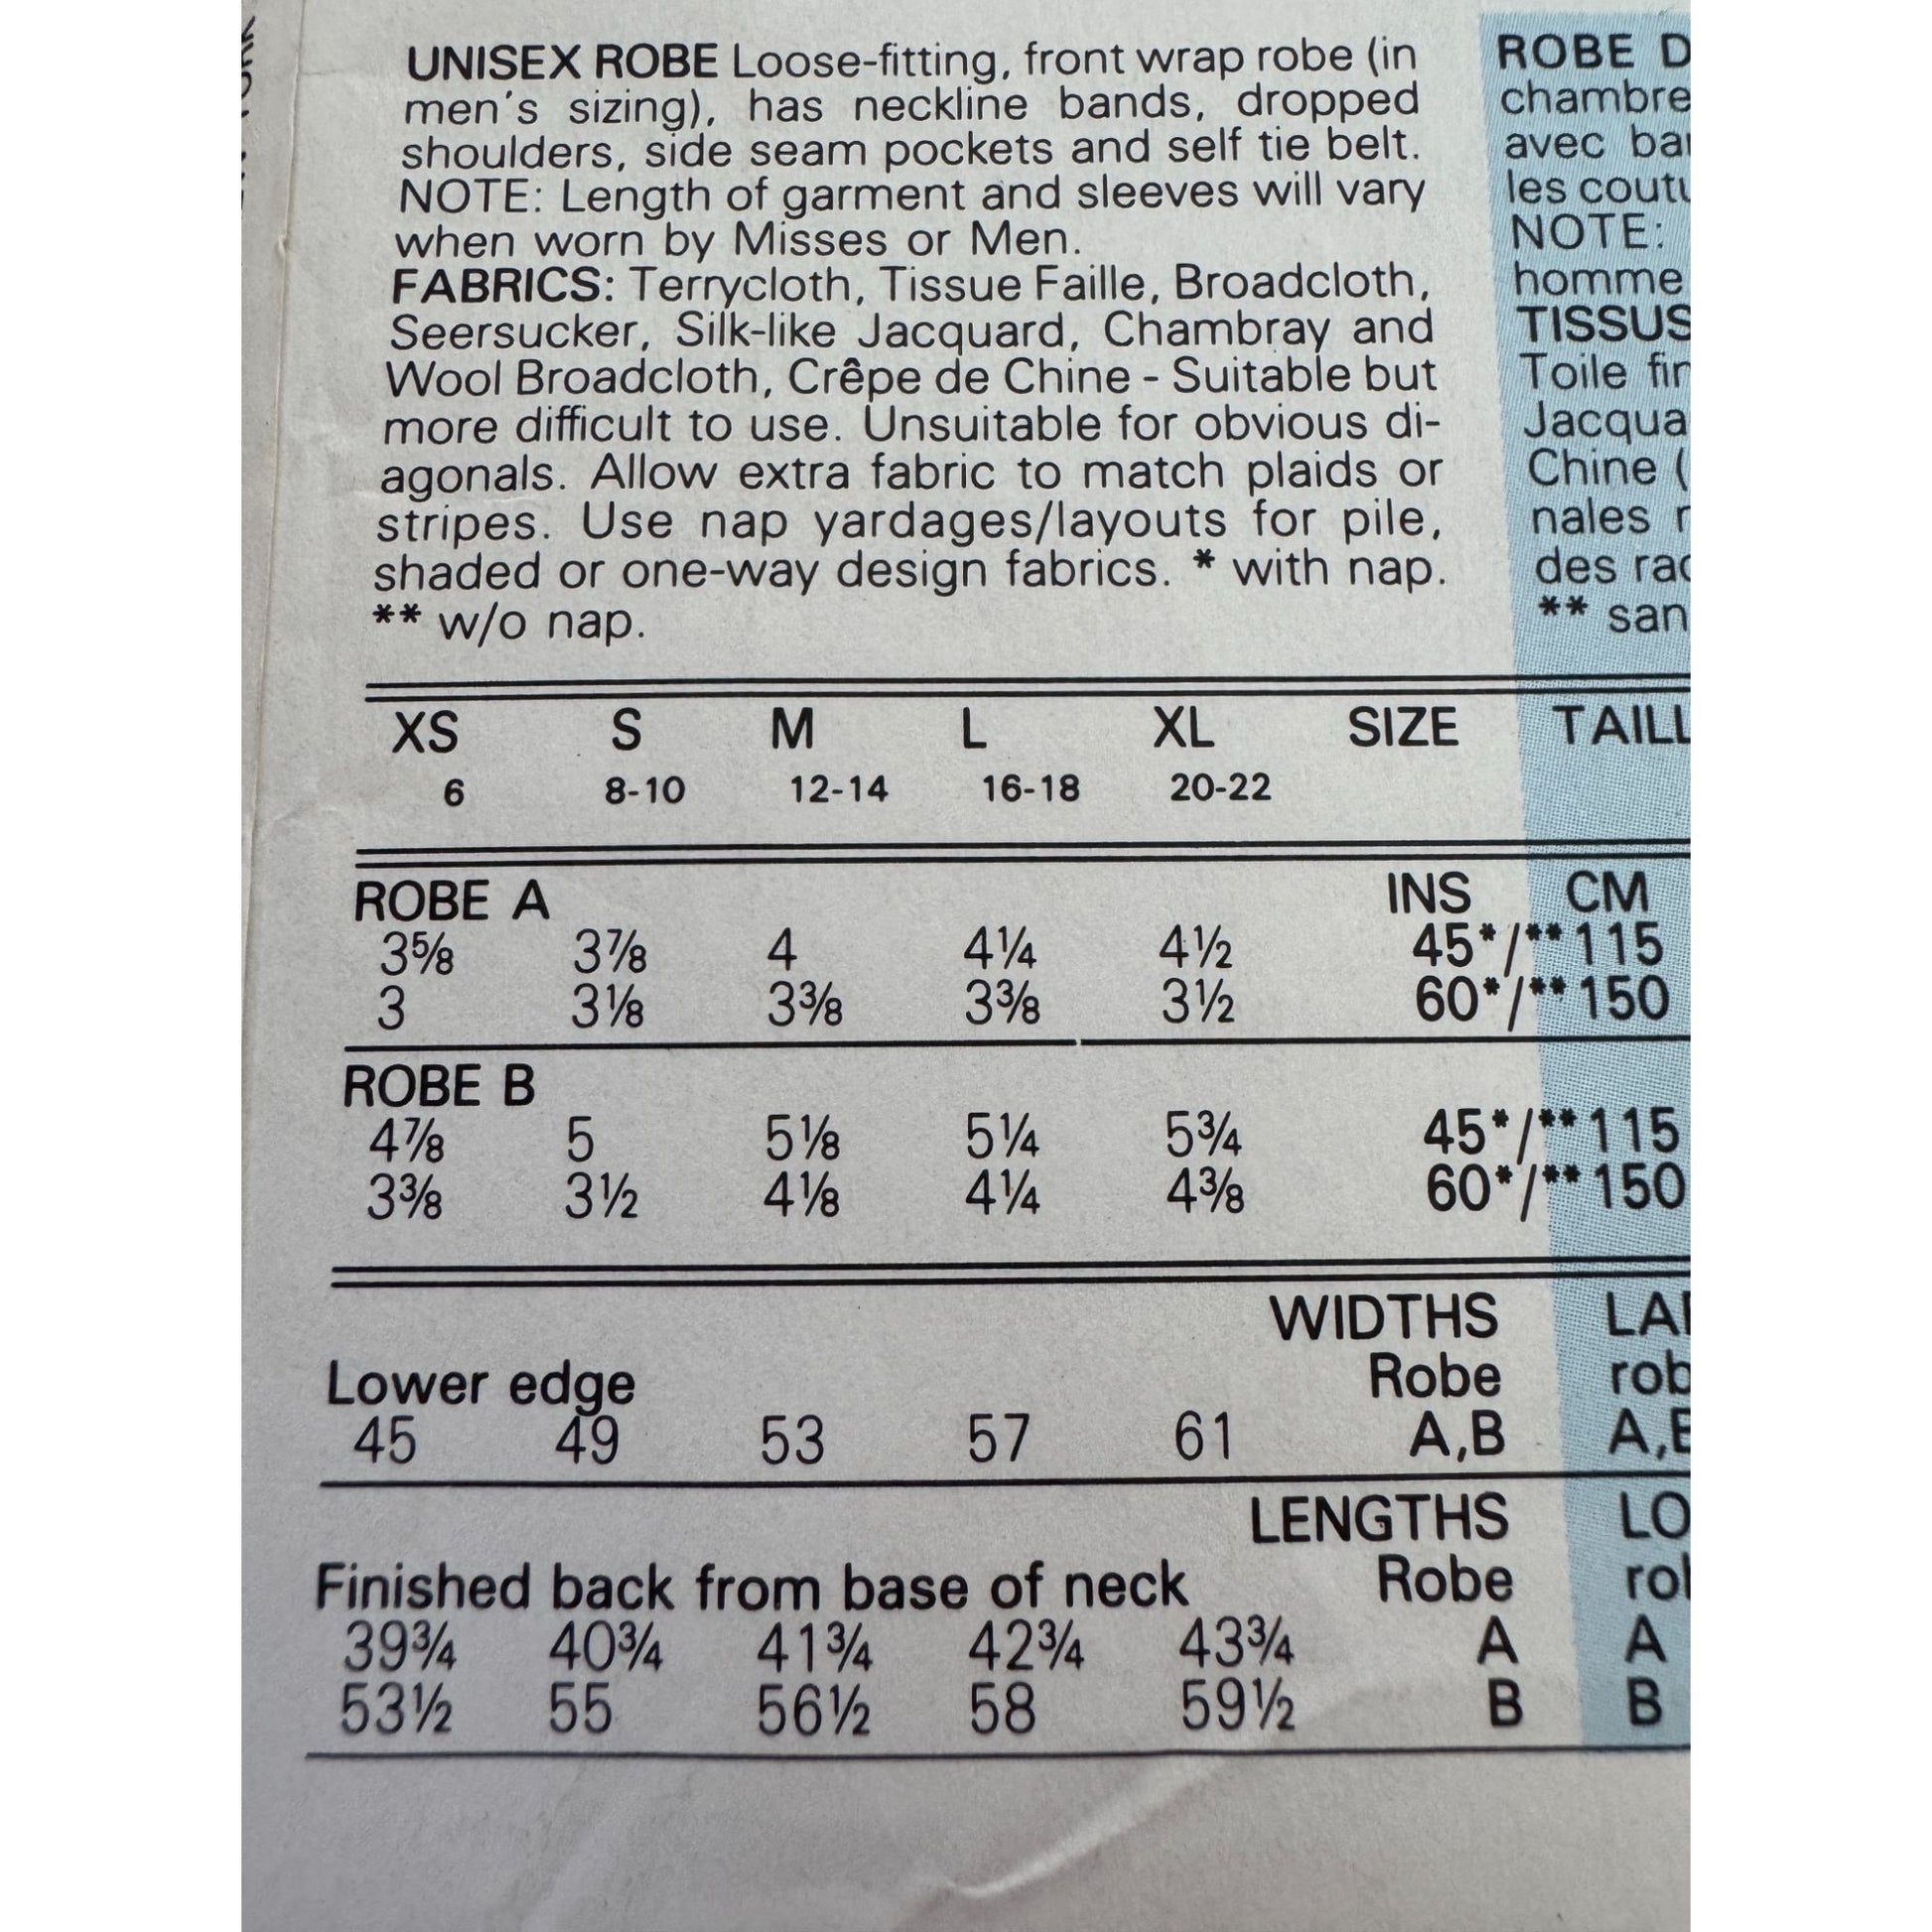 UNISEX ROBE Loose-fitting, front wrap robe (in
men's sizing), has neckline bands, dropped
shoulders, side seam pockets and self tie belt.
NOTE: Length of garment and sleeves will vary
when worn by Misses or Men.
FABRICS: Terrycloth, Tissue Faille, Broadcloth,
Seersucker, Silk-like Jacquard, Chambray and
Wool Broadcloth, Crêpe de Chine - Suitable but
more difficult to use. Unsuitable for obvious di-
agonals. Allow extra fabric to match plaids or
stripes. Use nap yardages/layouts for pile,
shaded or one-way design fabrics. * with nap.
** w/o nap.
ROBE D
chambre
avec
les
NOTE:
homme
TISSUS
Toile
Chine (
nales
des
** 
XS S M L XL SIZE
6 8-10 12-14 16-18 20-22
ROBE A INS CM
3⅝ 3⅞ 4 4¼ 4½ 45*/**115
3 3⅛ 3⅜ 3⅜ 3½ 60*/**150
ROBE B
4⅞ 5 5⅛ 5¼ 5¾ 45*/**115
3⅜ 3½ 4⅛ 4¼ 4⅜ 60*/**150
WIDTHS
Lower edge Robe
45 49 53 57 61 A,B
LENGTHS
Finished back from base of neck Robe
39¾ 40¾ 41¾ 42¾ 43¾ A A
53½ 55 56½ 58 59½ B B